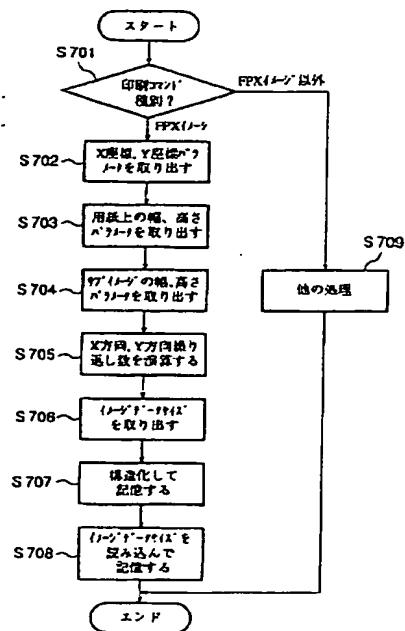 スタート
S701
印刷コマンド
種別?
FPXイメージ以外
FPXイメージ
S702
X座標、Y座標パラ
メータを取り出す
S703
用紙上の幅、高さ
パラメータを取り出す
S709
他の処理
S704
サブイメージの幅、高さ
パラメータを取り出す
S705
X方向、Y方向繰り
返し数を演算する
S706
イメージデータサイズ
を取り出す
S707
構造化して
記憶する
S708
イメージデータサイズを
読み込んで
記憶する
エンド